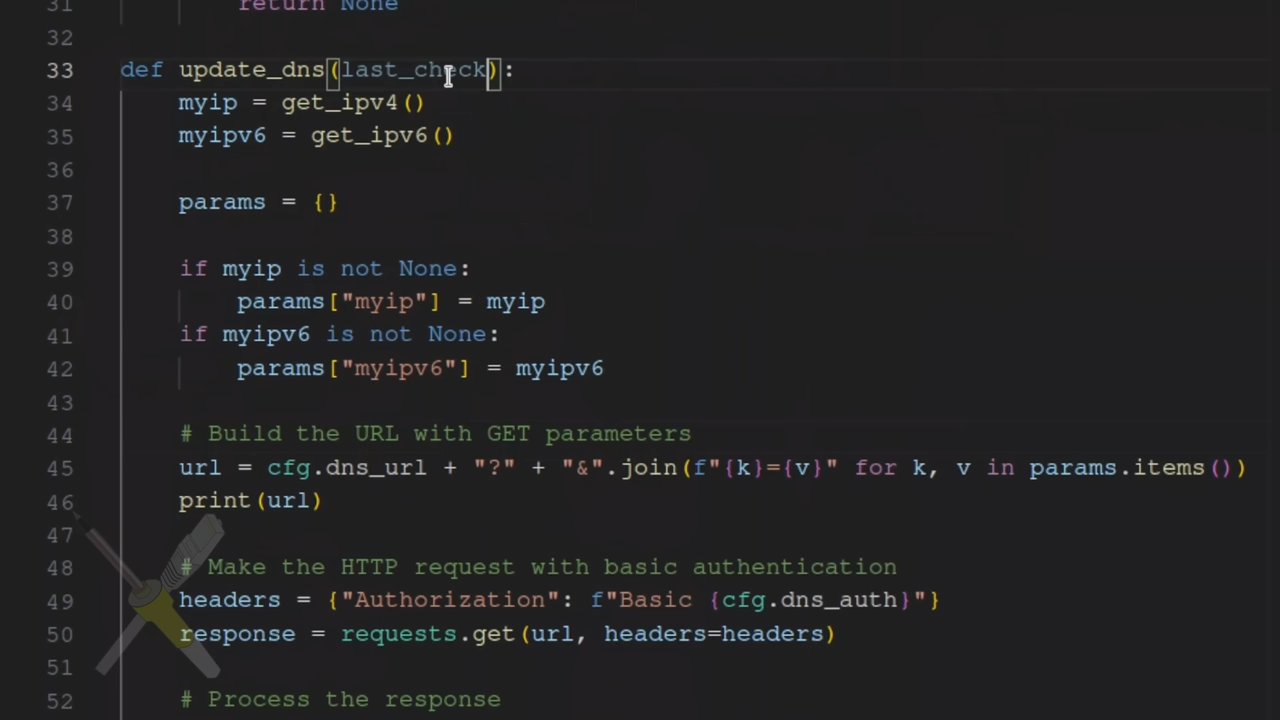 31 return None
32
33 def update_dns(last_check):
34 myip = get_ipv4()
35 myipv6 = get_ipv6()
36
37 params = {}
38
39 if myip is not None:
40 params["myip"] = myip
41 if myipv6 is not None:
42 params["myipv6"] = myipv6
43
44 # Build the URL with GET parameters
45 url = cfg.dns_url + "?" + "&".join(f"{k}={v}" for k, v in params.items())
46 print(url)
47
48 # Make the HTTP request with basic authentication
49 headers = {"Authorization": f"Basic {cfg.dns_auth}"}
50 response = requests.get(url, headers=headers)
51
52 # Process the response